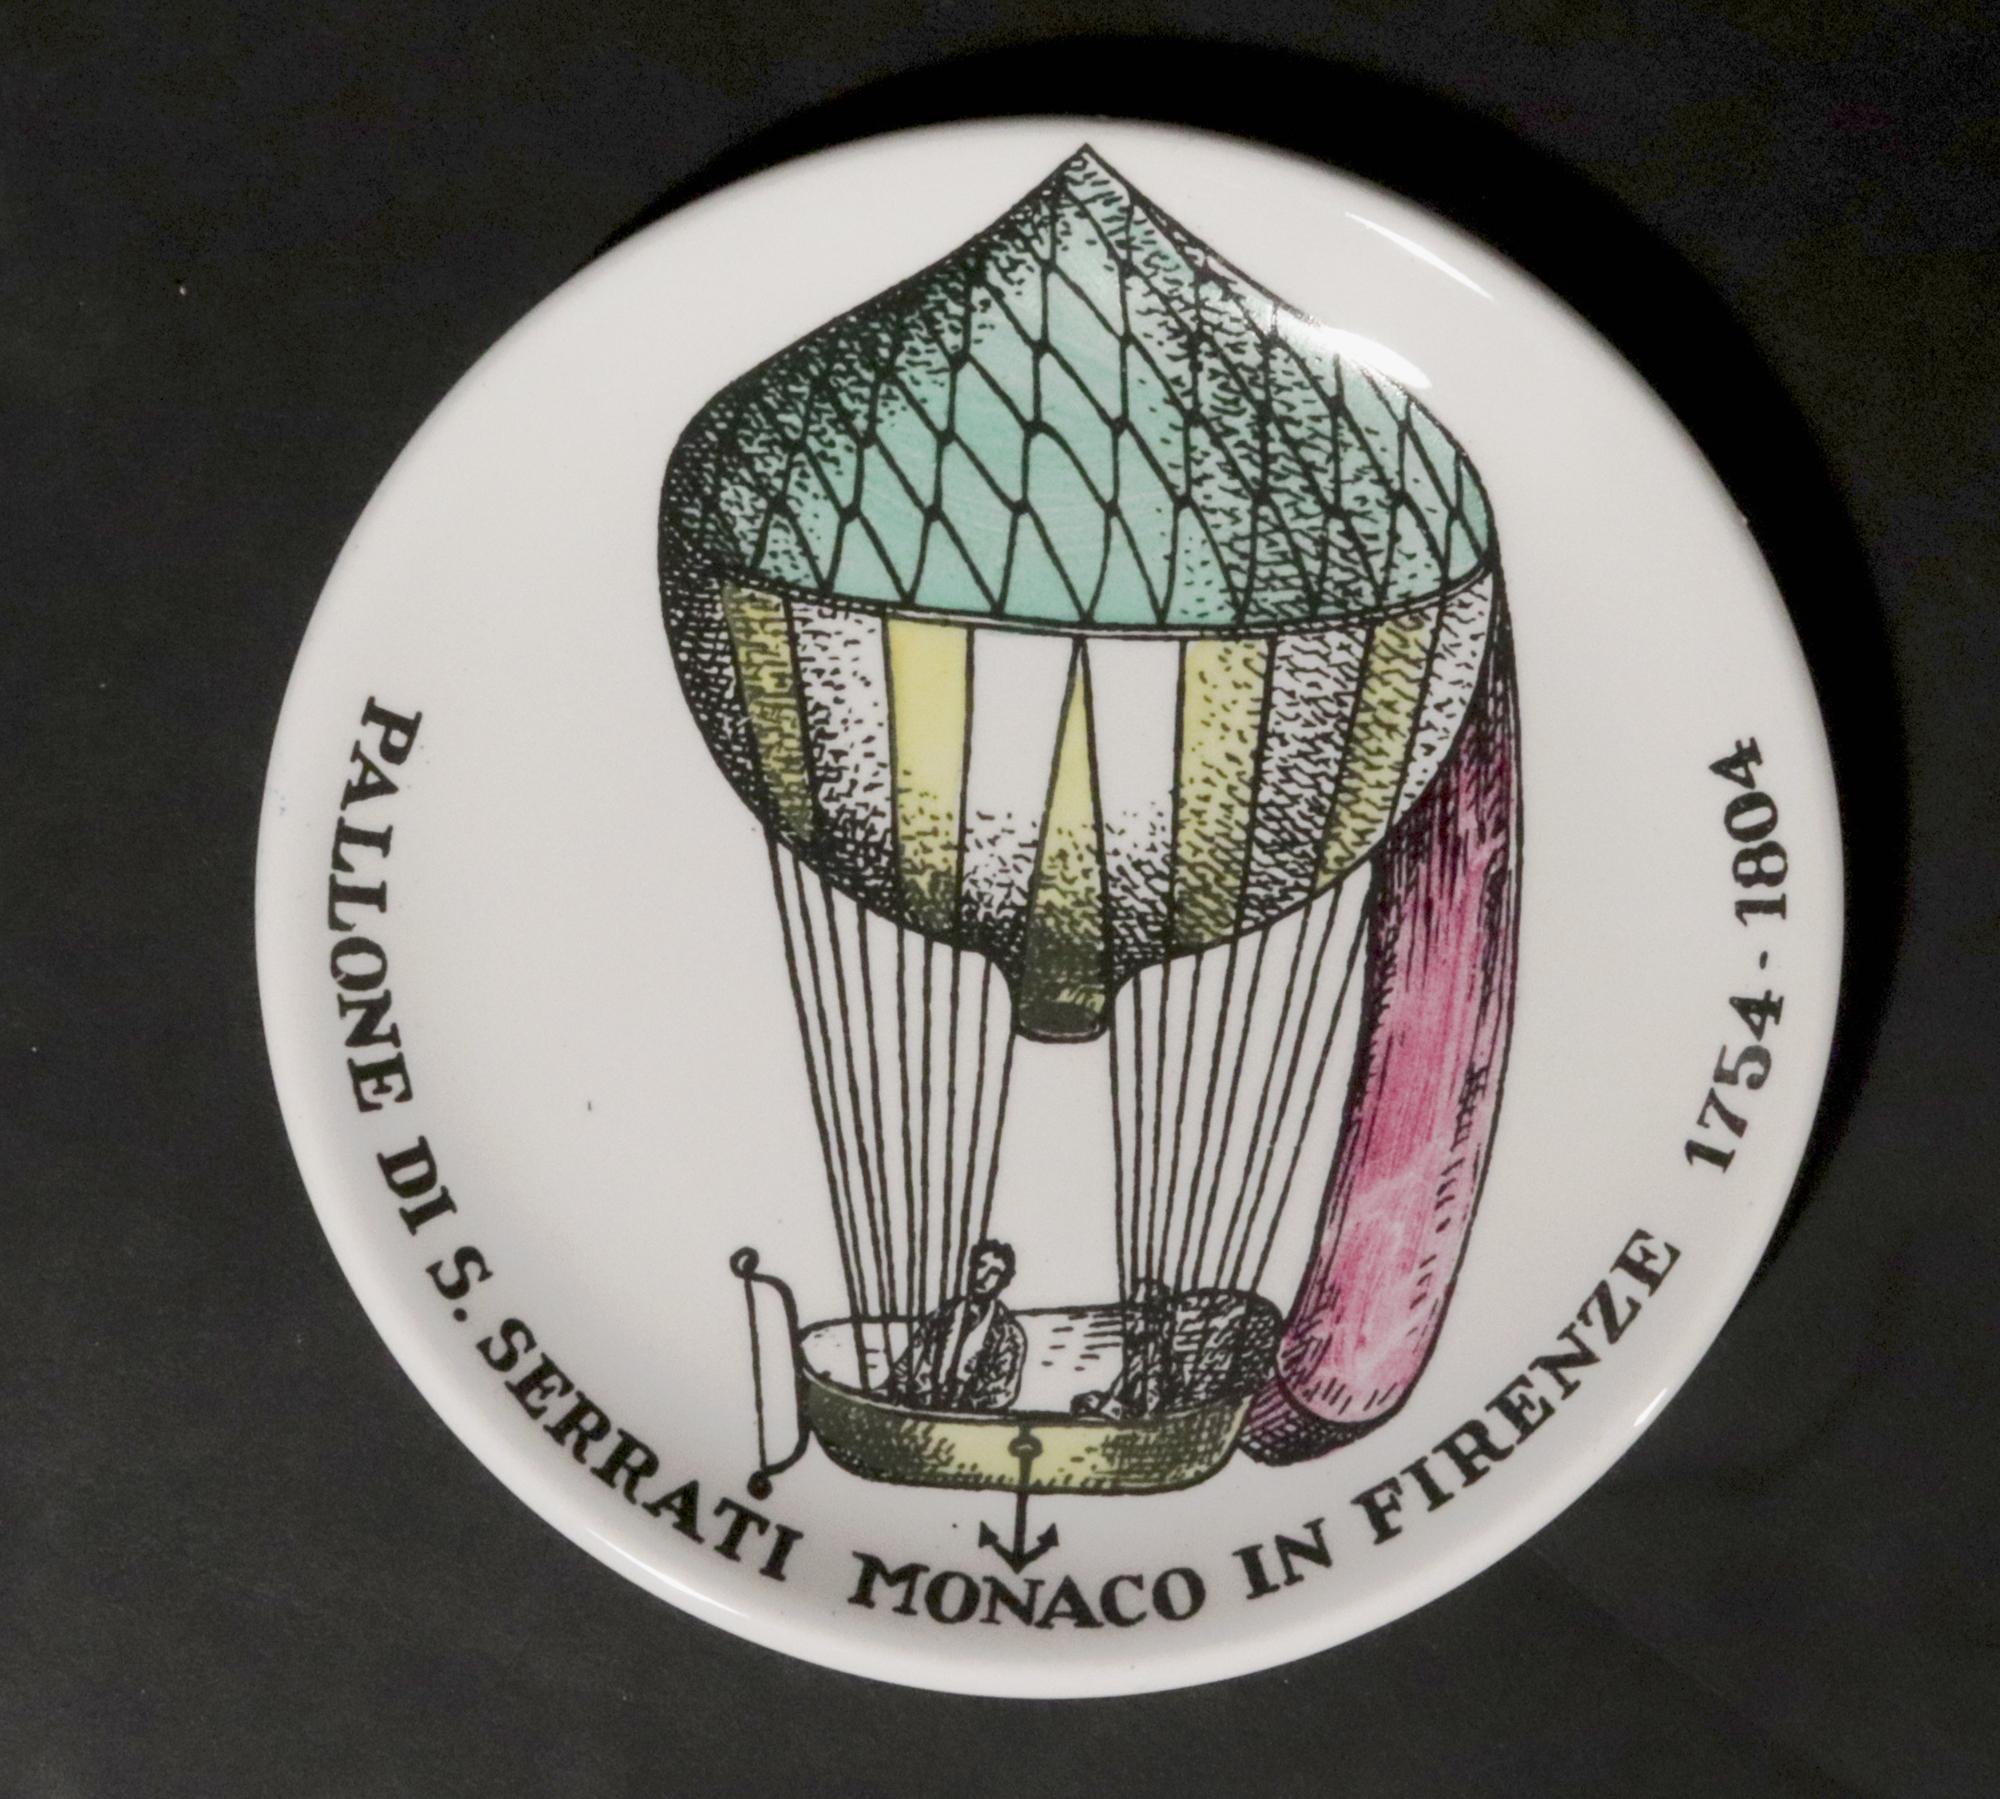 PALLONE DI S. SERRATI MONACO IN FIRENZE 1754-1804